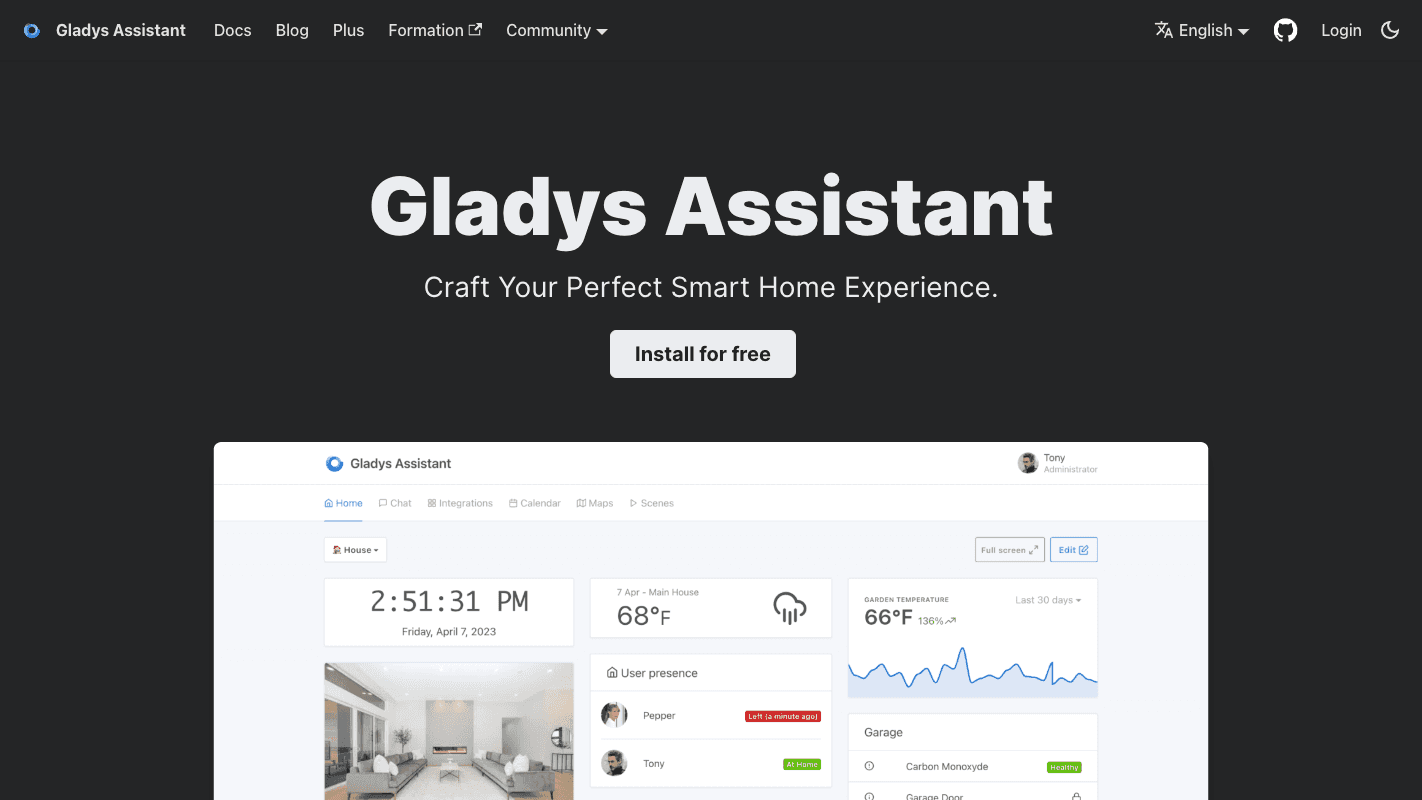 Gladys Assistant Docs Blog Plus Formation Community English Login
Gladys Assistant
Craft Your Perfect Smart Home Experience.
Install for free
Gladys Assistant
Tony
Administrator
Home Chat Integrations Calendar Maps Scenes
House
Full screen
Edit
2:51:31 PM
Friday, April 7, 2023
7 Apr - Main House
68°F
GARDEN TEMPERATURE
Last 30 days
66°F 136%
User presence
Pepper
Left (a minute ago)
Tony
At Home
Garage
Carbon Monoxyde
Healthy
Garage Door